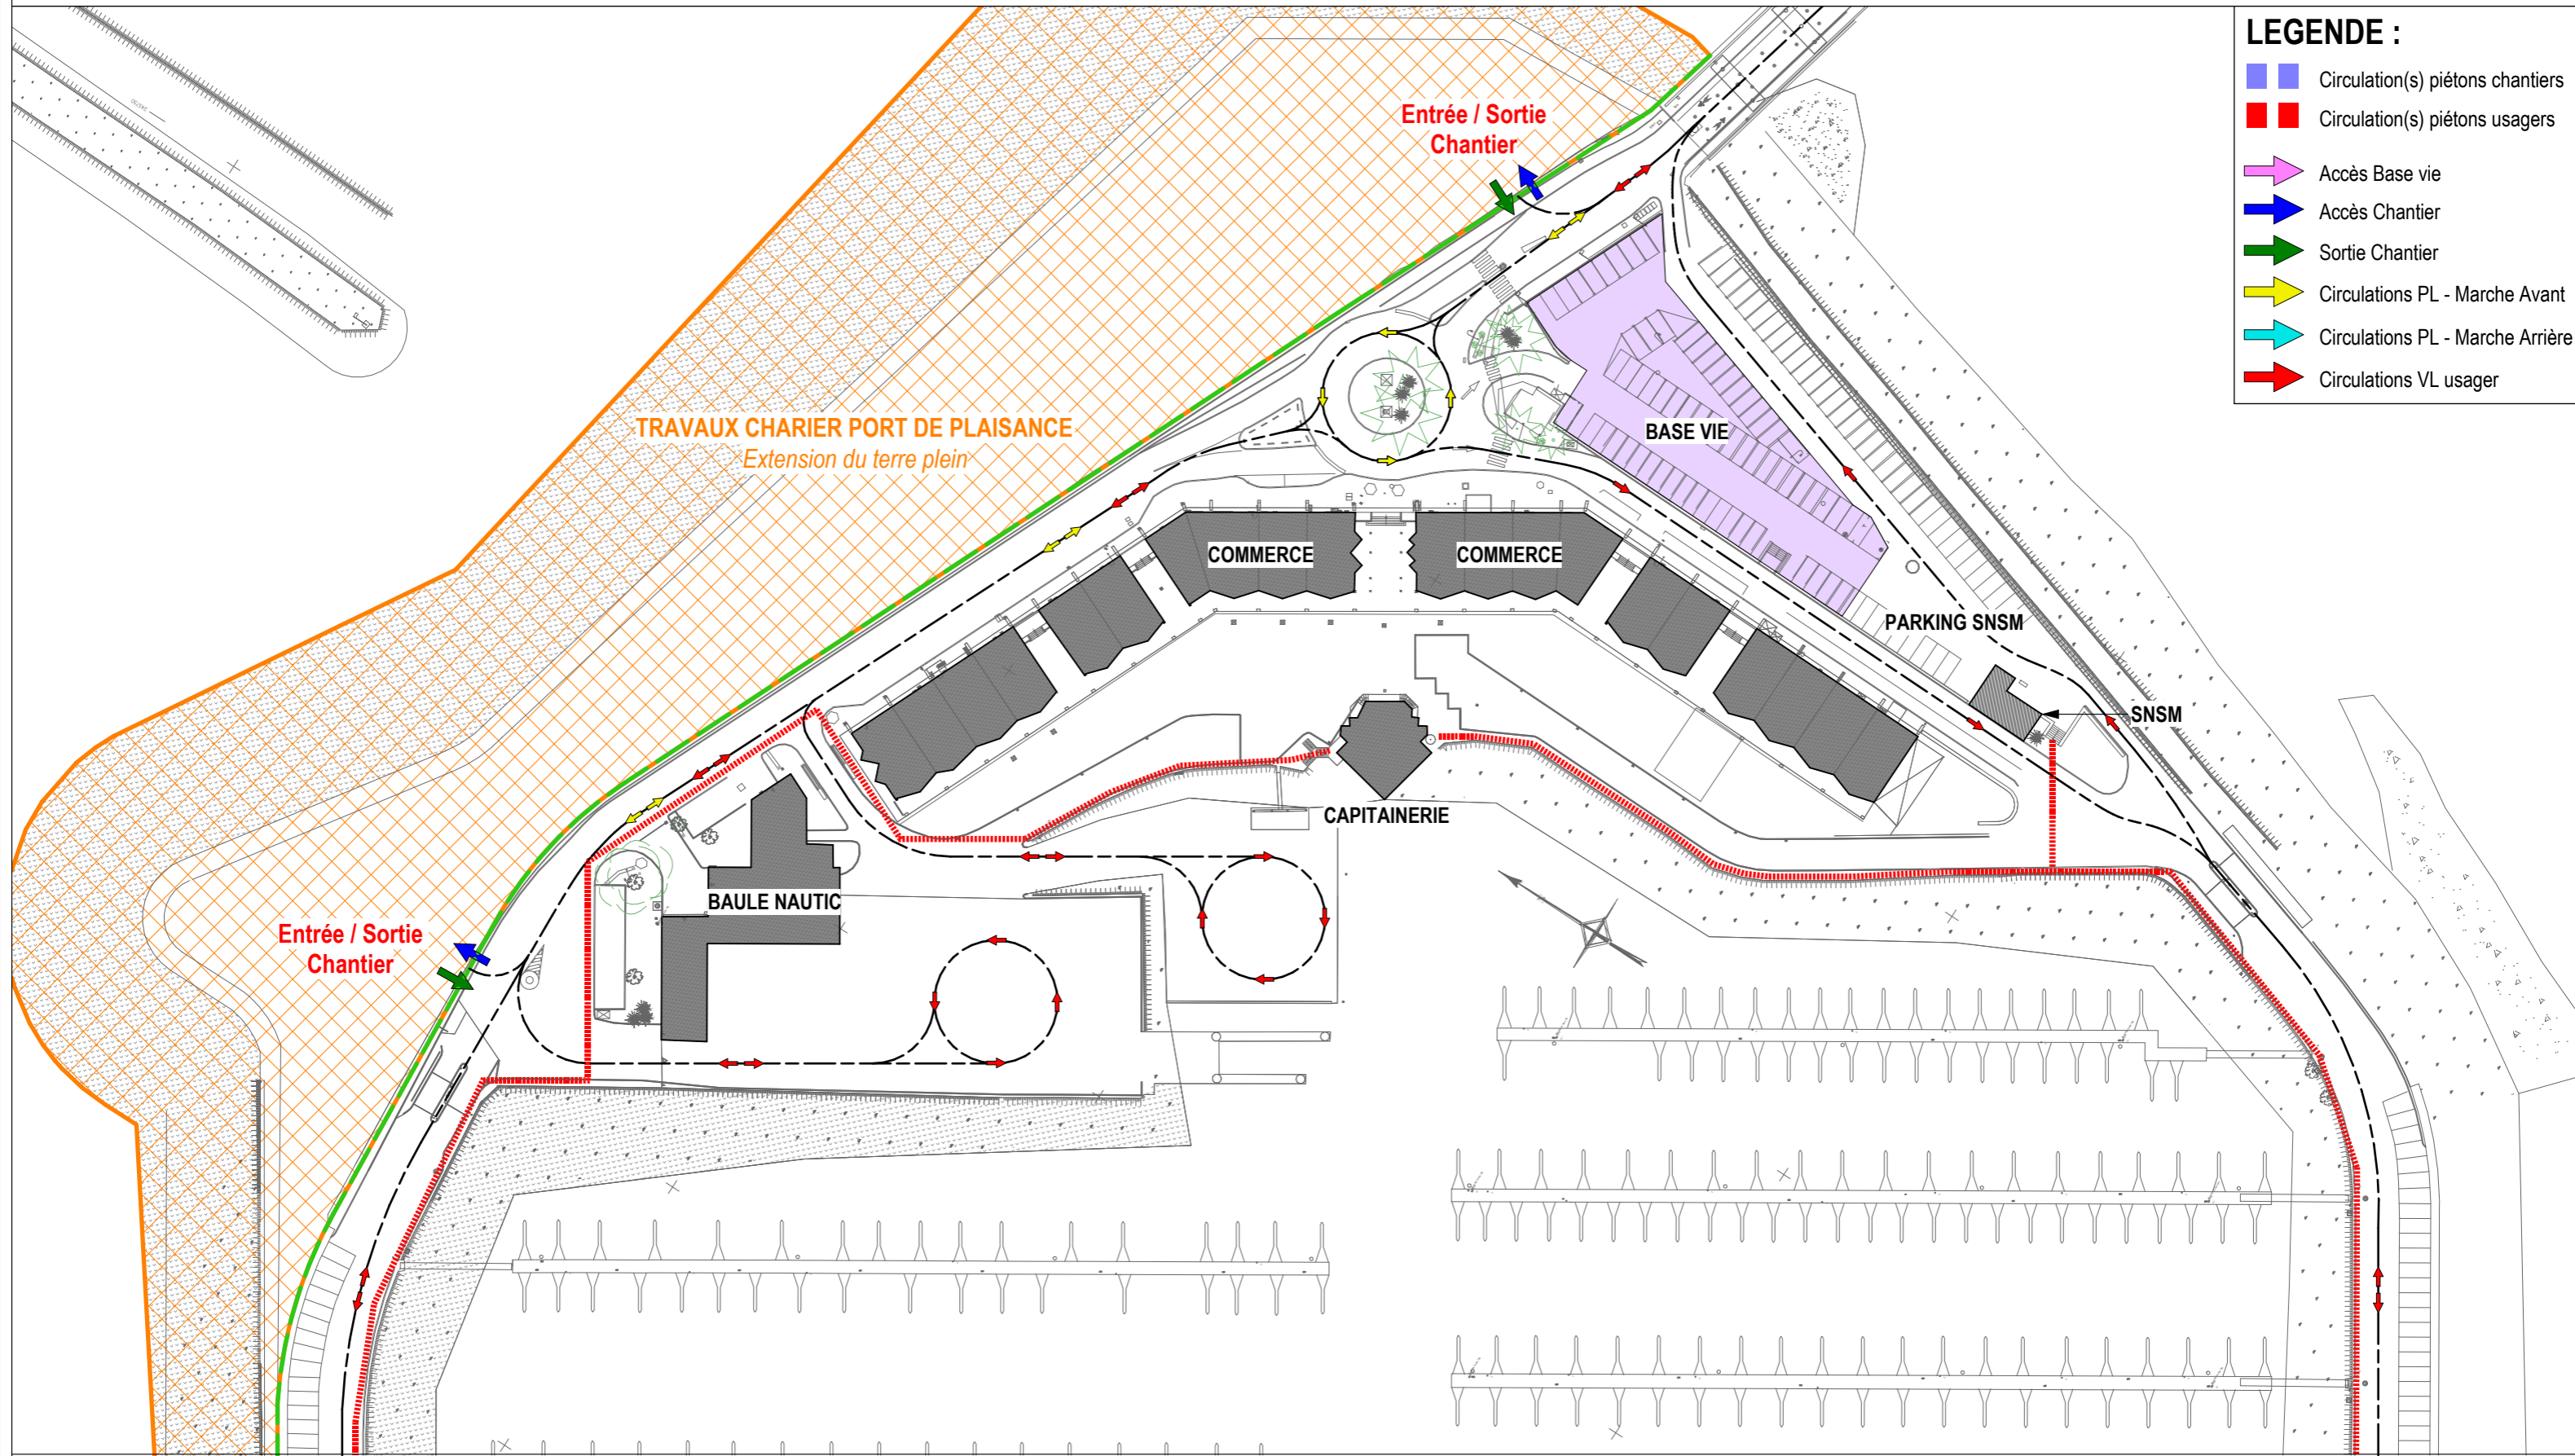 LEGENDE :
Circulation(s) piétons chantiers
Circulation(s) piétons usagers
Accès Base vie
Accès Chantier
Sortie Chantier
Circulations PL - Marche Avant
Circulations PL - Marche Arrière
Circulations VL usager
Entrée / Sortie
Chantier
TRAVAUX CHARIER PORT DE PLAISANCE
Extension du terre plein
BASE VIE
COMMERCE
COMMERCE
PARKING SNSM
SNSM
CAPITAINERIE
BAULE NAUTIC
Entrée / Sortie
Chantier